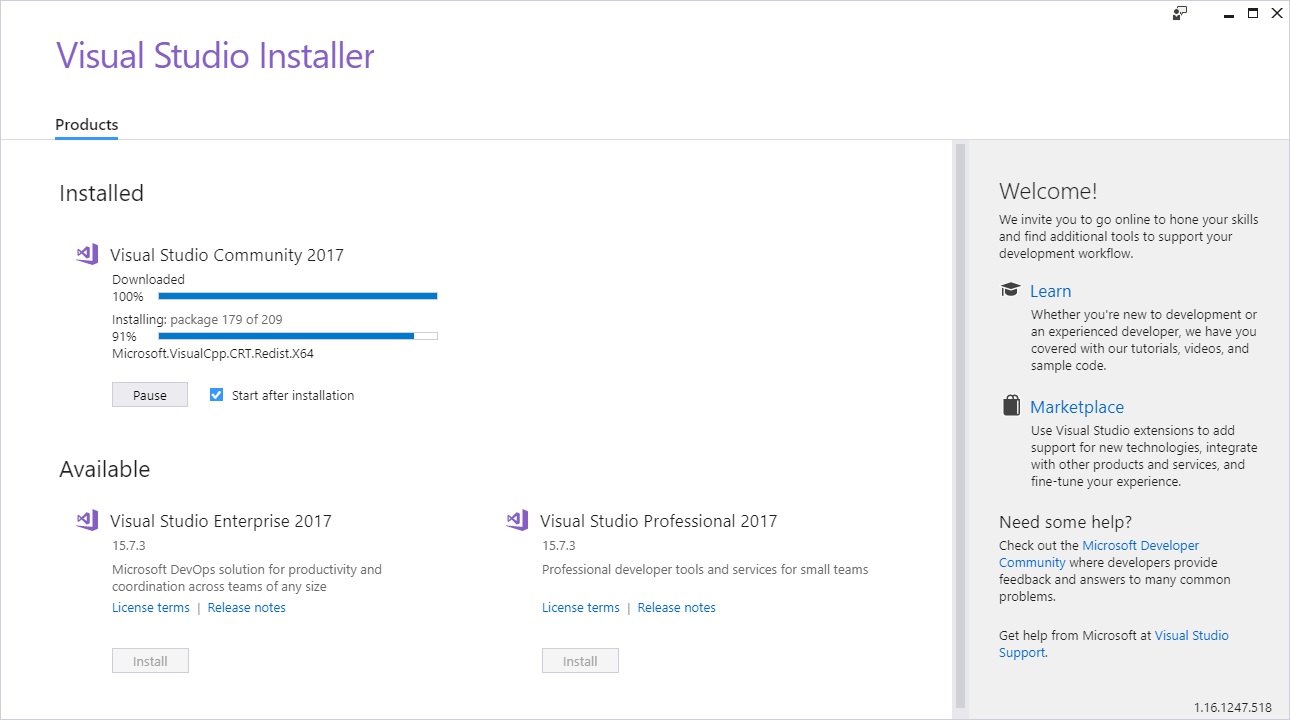 Visual Studio Installer
Products
Installed
Visual Studio Community 2017
Downloaded
100%
Installing: package 179 of 209
91%
Microsoft.VisualCpp.CRT.Redist.X64
Pause
Start after installation
Available
Visual Studio Enterprise 2017
15.7.3
Microsoft DevOps solution for productivity and
coordination across teams of any size
License terms | Release notes
Install
Visual Studio Professional 2017
15.7.3
Professional developer tools and services for small teams
License terms | Release notes
Install
Welcome!
We invite you to go online to hone your skills
and find additional tools to support your
development workflow.
Learn
Whether you're new to development or
an experienced developer, we have you
covered with our tutorials, videos, and
sample code.
Marketplace
Use Visual Studio extensions to add
support for new technologies, integrate
with other products and services, and
fine-tune your experience.
Need some help?
Check out the Microsoft Developer
Community where developers provide
feedback and answers to many common
problems.
Get help from Microsoft at Visual Studio
Support.
1.16.1247.518